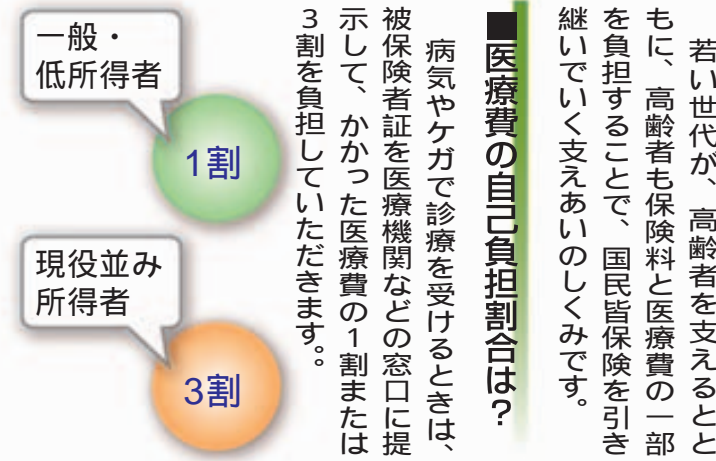 若い世代が、高齢者を支えるとと
もに、高齢者も保険料と医療費の一部
を負担することで、国民皆保険を引き
継いでいく支えあいのしくみです。
■医療費の自己負担割合は？
病気やケガで診療を受けるときは、
被保険者証を医療機関などの窓口に提
示して、かかった医療費の１割または
３割を負担していただきます。。
一般・
低所得者
1割
現役並み
所得者
3割